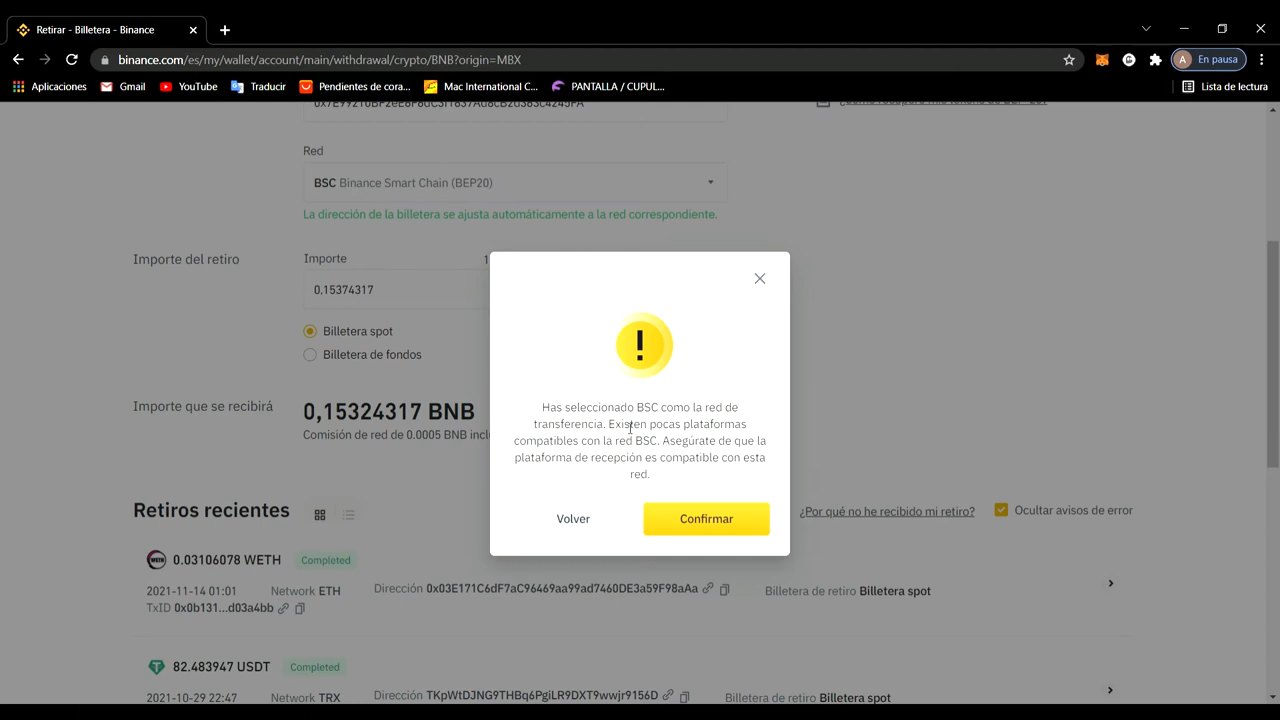 Retirar - Billetera - Binance
binance.com/es/my/wallet/account/main/withdrawal/crypto/BNB?origin=MBX
A En pausa
Aplicaciones Gmail YouTube Traducir Pendientes de cora... Mac International C... PANTALLA / CUPUL... Lista de lectura
Red
BSC Binance Smart Chain (BEP20)
La dirección de la billetera se ajusta automáticamente a la red correspondiente.
Importe del retiro
Importe
0,15374317
Billetera spot
Billetera de fondos
Importe que se recibirá
0,15324317 BNB
Comisión de red de 0.0005 BNB incl
Has seleccionado BSC como la red de
transferencia. Existen pocas plataformas
compatibles con la red BSC. Asegúrate de que la
plataforma de recepción es compatible con esta
red.
Volver Confirmar
Retiros recientes
¿Por qué no he recibido mi retiro? Ocultar avisos de error
WETH 0.03106078 WETH Completed
2021-11-14 01:01 Network ETH Dirección 0x03E171C6dF7aC96469aa99ad7460DE3a59F98aAa Billetera de retiro Billetera spot
TxID 0x0b131...d03a4bb
82.483947 USDT Completed
2021-10-29 22:47 Network TRX Dirección TKpWtDJNG9THBq6PgiLR9DXT9wwjr9156D Billetera de retiro Billetera spot